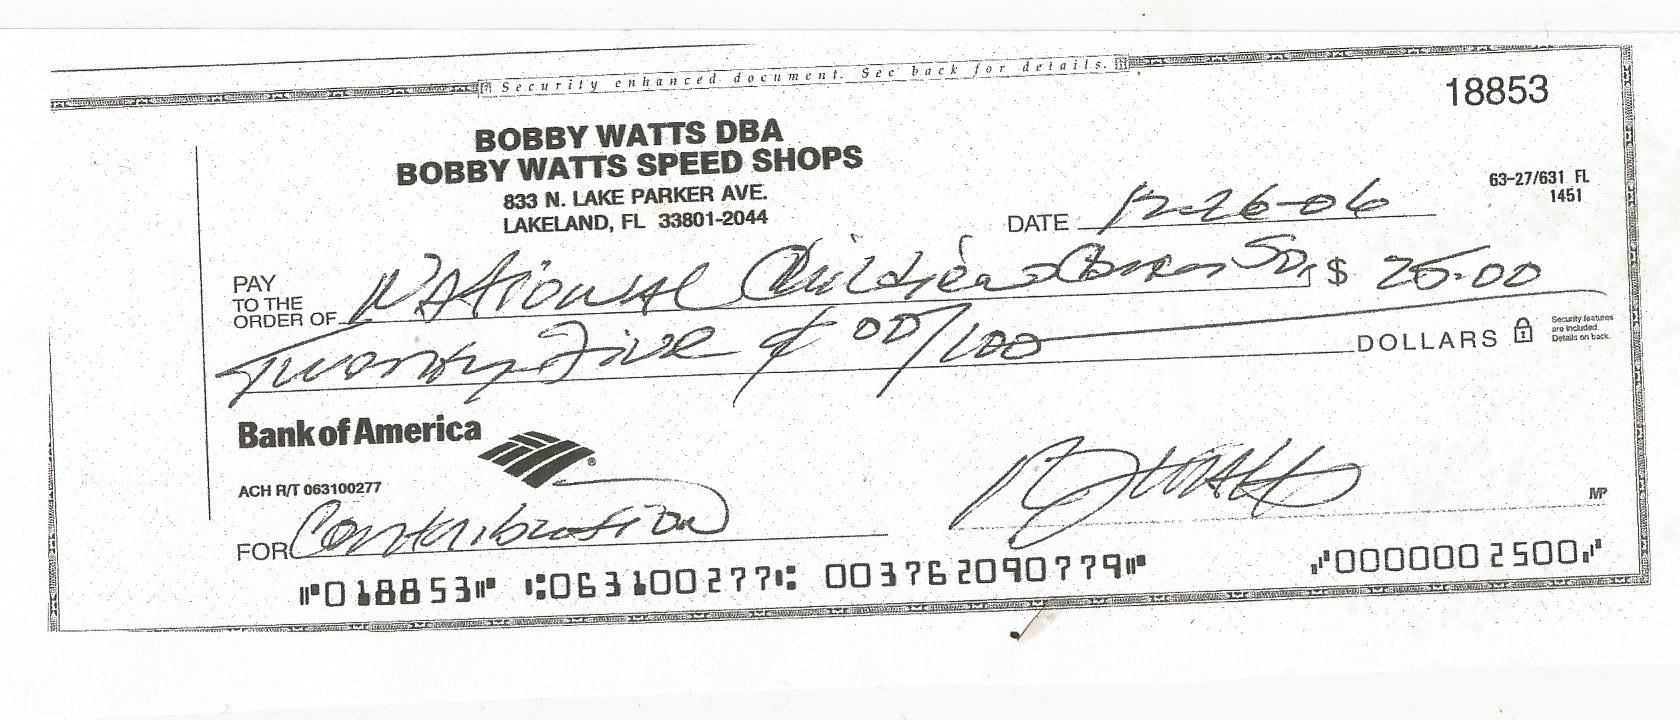 Security enhanced document. See back for details.
18853
BOBBY WATTS DBA
BOBBY WATTS SPEED SHOPS
833 N. LAKE PARKER AVE.
LAKELAND, FL 33801-2044
63-27/631 FL
1451
DATE 12-26-06
PAY TO THE ORDER OF National Children's $ 25.00
Twenty Five & 00/100 DOLLARS
Security features
are included.
Details on back.
Bank of America
ACH R/T 063100277
FOR Contribution
MP
⑈018853⑈ ⑆063100277⑆ 003762090779⑈ ⑈0000002500⑈